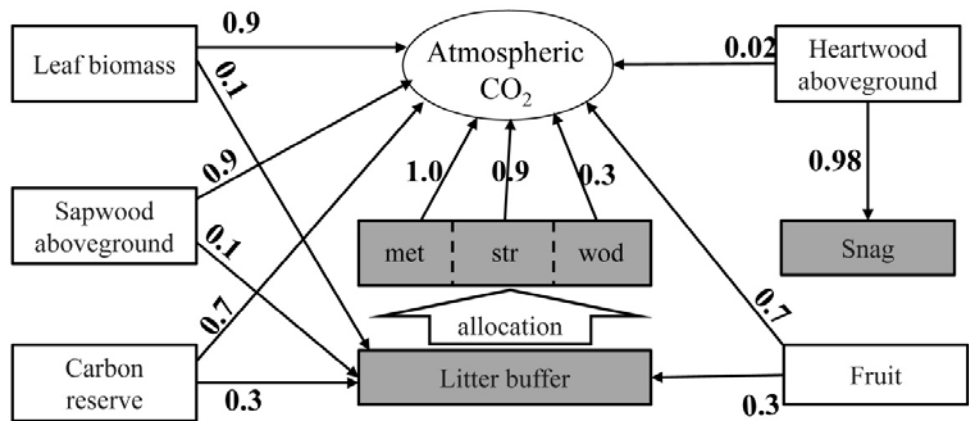 0.9
Leaf biomass
0.1
Atmospheric
CO₂
0.02
Heartwood
aboveground
0.98
Snag
0.9
Sapwood
aboveground
0.1
1.0
0.9
0.3
met
str
wod
allocation
0.7
Carbon
reserve
0.3
Litter buffer
0.7
Fruit
0.3